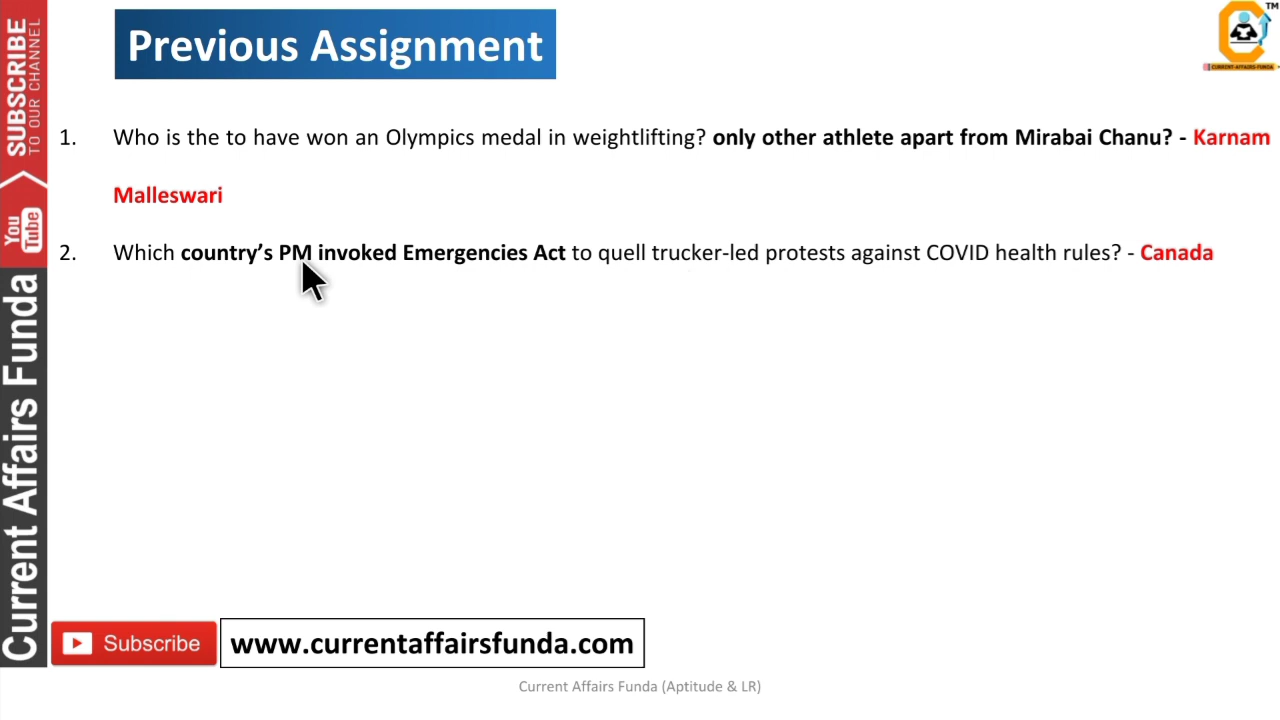 SUBSCRIBE
TO OUR CHANNEL
You
Tube
Current Affairs Funda
Previous Assignment
TM
CURRENT-AFFAIRS-FUNDA
1. Who is the to have won an Olympics medal in weightlifting? only other athlete apart from Mirabai Chanu? - Karnam
Malleswari
2. Which country’s PM invoked Emergencies Act to quell trucker-led protests against COVID health rules? - Canada
Subscribe
www.currentaffairsfunda.com
Current Affairs Funda (Aptitude & LR)